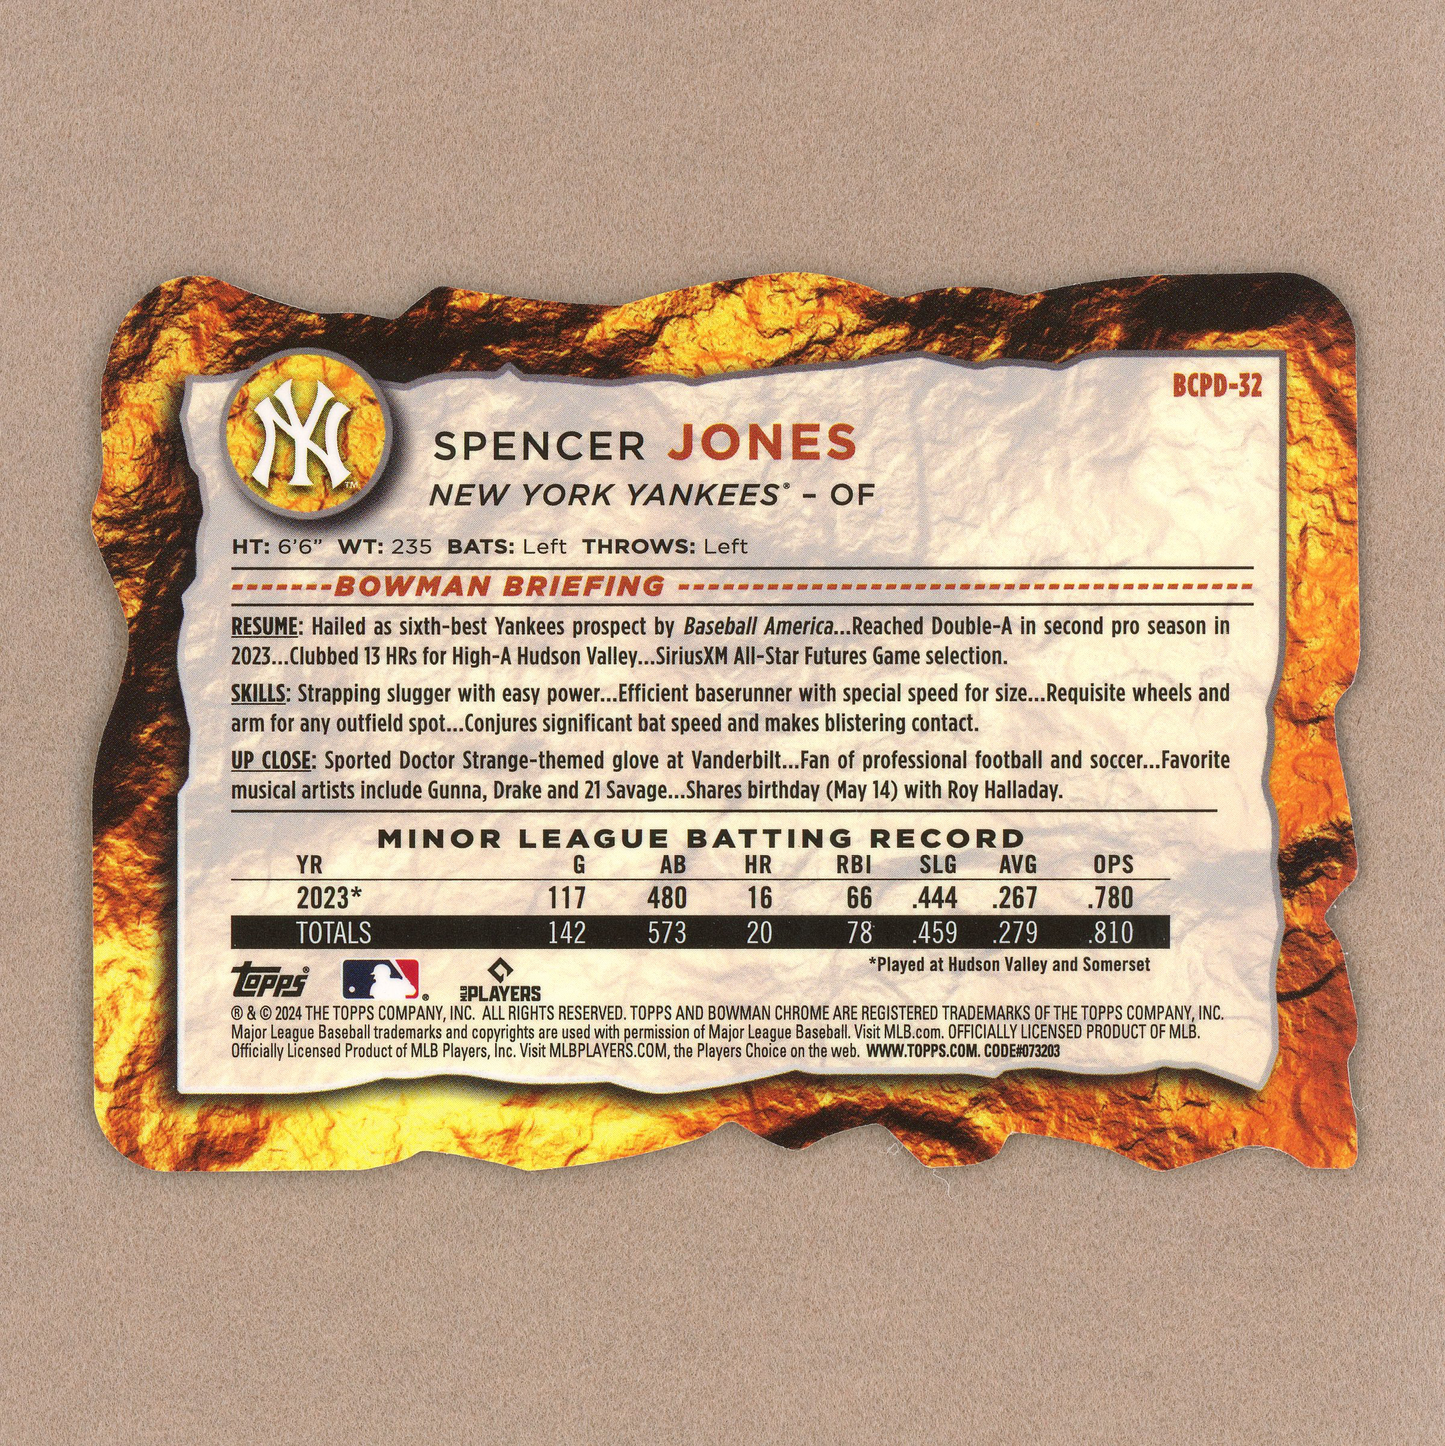 BCPD-32
NY
TM
SPENCER JONES
NEW YORK YANKEES® – OF
HT: 6'6" WT: 235 BATS: Left THROWS: Left
-------BOWMAN BRIEFING ---------------------------------------
RESUME: Hailed as sixth-best Yankees prospect by Baseball America...Reached Double-A in second pro season in
2023...Clubbed 13 HRs for High-A Hudson Valley...SiriusXM All-Star Futures Game selection.
SKILLS: Strapping slugger with easy power...Efficient baserunner with special speed for size...Requisite wheels and
arm for any outfield spot...Conjures significant bat speed and makes blistering contact.
UP CLOSE: Sported Doctor Strange-themed glove at Vanderbilt...Fan of professional football and soccer...Favorite
musical artists include Gunna, Drake and 21 Savage...Shares birthday (May 14) with Roy Halladay.
MINOR LEAGUE BATTING RECORD
YR G AB HR RBI SLG AVG OPS
2023* 117 480 16 66 .444 .267 .780
TOTALS 142 573 20 78 .459 .279 .810
*Played at Hudson Valley and Somerset
Topps® ® MLB PLAYERS
® & © 2024 THE TOPPS COMPANY, INC. ALL RIGHTS RESERVED. TOPPS AND BOWMAN CHROME ARE REGISTERED TRADEMARKS OF THE TOPPS COMPANY, INC.
Major League Baseball trademarks and copyrights are used with permission of Major League Baseball. Visit MLB.com. OFFICIALLY LICENSED PRODUCT OF MLB.
Officially Licensed Product of MLB Players, Inc. Visit MLBPLAYERS.COM, the Players Choice on the web. WWW.TOPPS.COM. CODE#073203